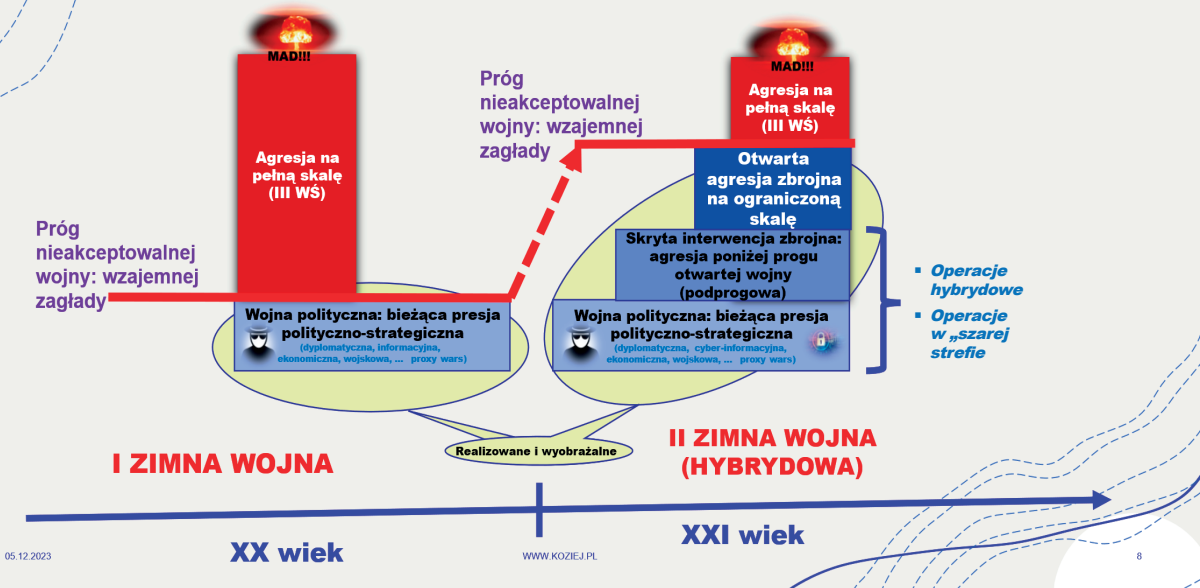 MAD!!!
Agresja na
pełną skalę
(III WŚ)
Próg
nieakceptowalnej
wojny: wzajemnej
zagłady
Wojna polityczna: bieżąca presja
polityczno-strategiczna
(dyplomatyczna, informacyjna,
ekonomiczna, wojskowa, ... proxy wars)
Próg
nieakceptowalnej
wojny: wzajemnej
zagłady
MAD!!!
Agresja na
pełną skalę
(III WŚ)
Otwarta
agresja zbrojna
na ograniczoną
skalę
Skryta interwencja zbrojna:
agresja poniżej progu
otwartej wojny
(podprogowa)
Wojna polityczna: bieżąca presja
polityczno-strategiczna
(dyplomatyczna, cyber-informacyjna,
ekonomiczna, wojskowa, ... proxy wars)
▪ Operacje
hybrydowe
▪ Operacje
w „szarej
strefie
Realizowane i wyobrażalne
I ZIMNA WOJNA
II ZIMNA WOJNA
(HYBRYDOWA)
XX wiek
XXI wiek
05.12.2023
WWW.KOZIEJ.PL
8